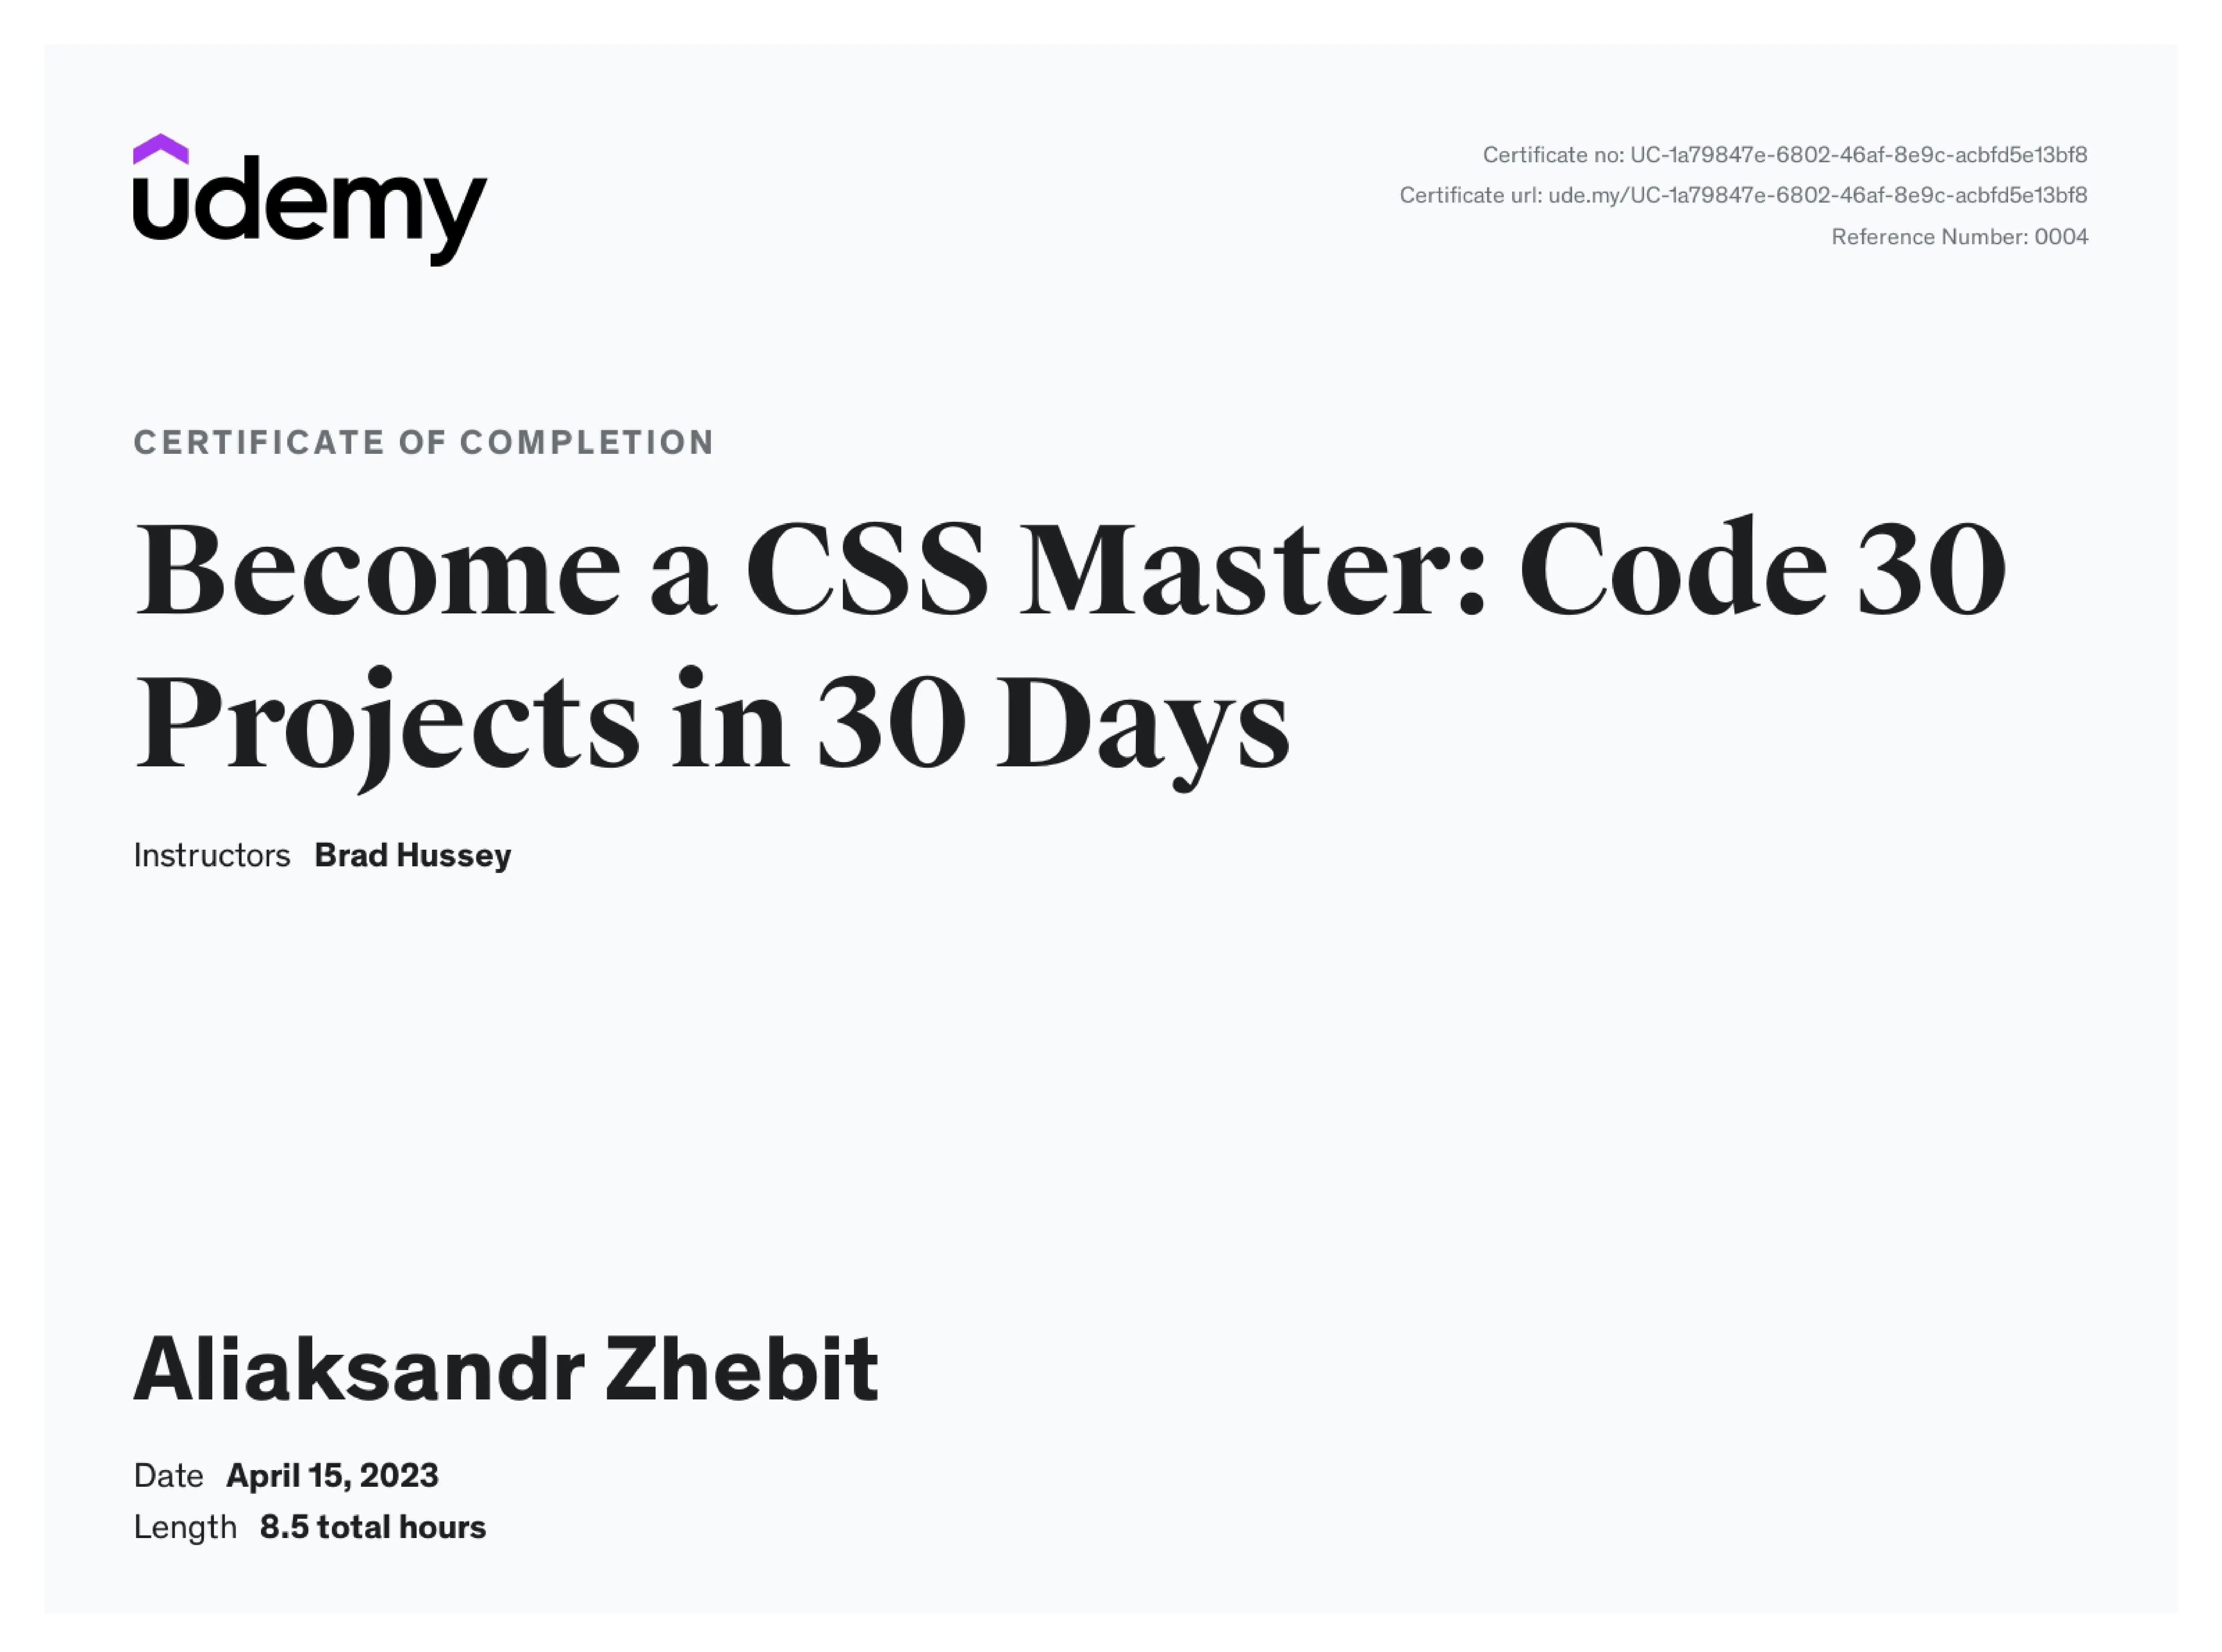 udemy
Certificate no: UC-1a79847e-6802-46af-8e9c-acbfd5e13bf8
Certificate url: ude.my/UC-1a79847e-6802-46af-8e9c-acbfd5e13bf8
Reference Number: 0004
CERTIFICATE OF COMPLETION
Become a CSS Master: Code 30
Projects in 30 Days
Instructors Brad Hussey
Aliaksandr Zhebit
Date April 15, 2023
Length 8.5 total hours